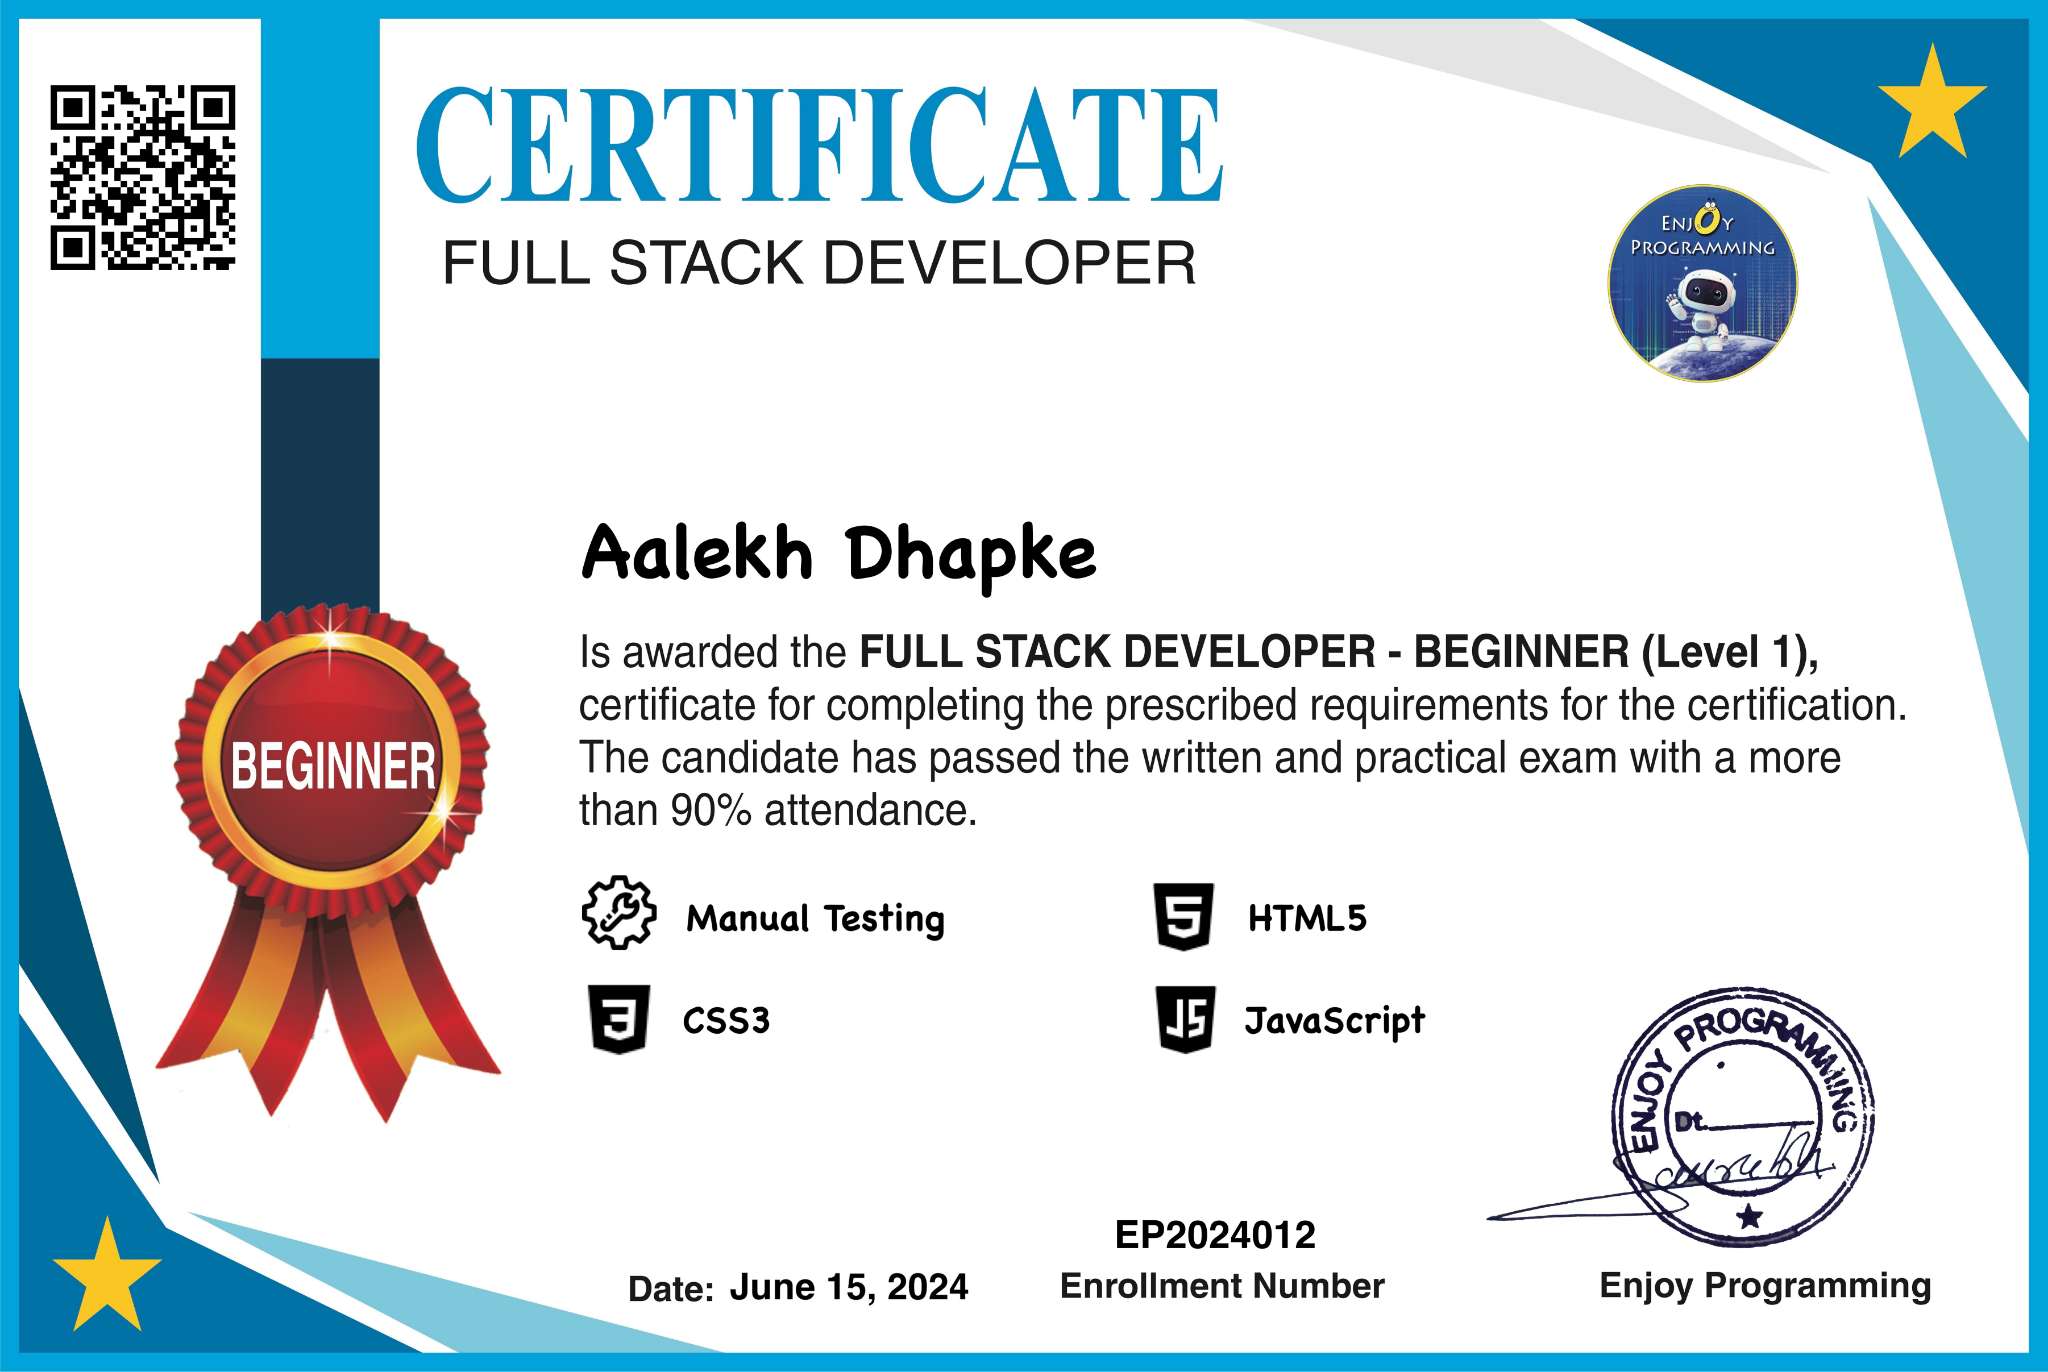 CERTIFICATE
FULL STACK DEVELOPER
ENJOY
PROGRAMMING
Aalekh Dhapke
Is awarded the FULL STACK DEVELOPER - BEGINNER (Level 1),
certificate for completing the prescribed requirements for the certification.
The candidate has passed the written and practical exam with a more
than 90% attendance.
BEGINNER
Manual Testing
HTML5
CSS3
JavaScript
ENJOY PROGRAMMING
Dt.
Saurabh
EP2024012
Date: June 15, 2024
Enrollment Number
Enjoy Programming